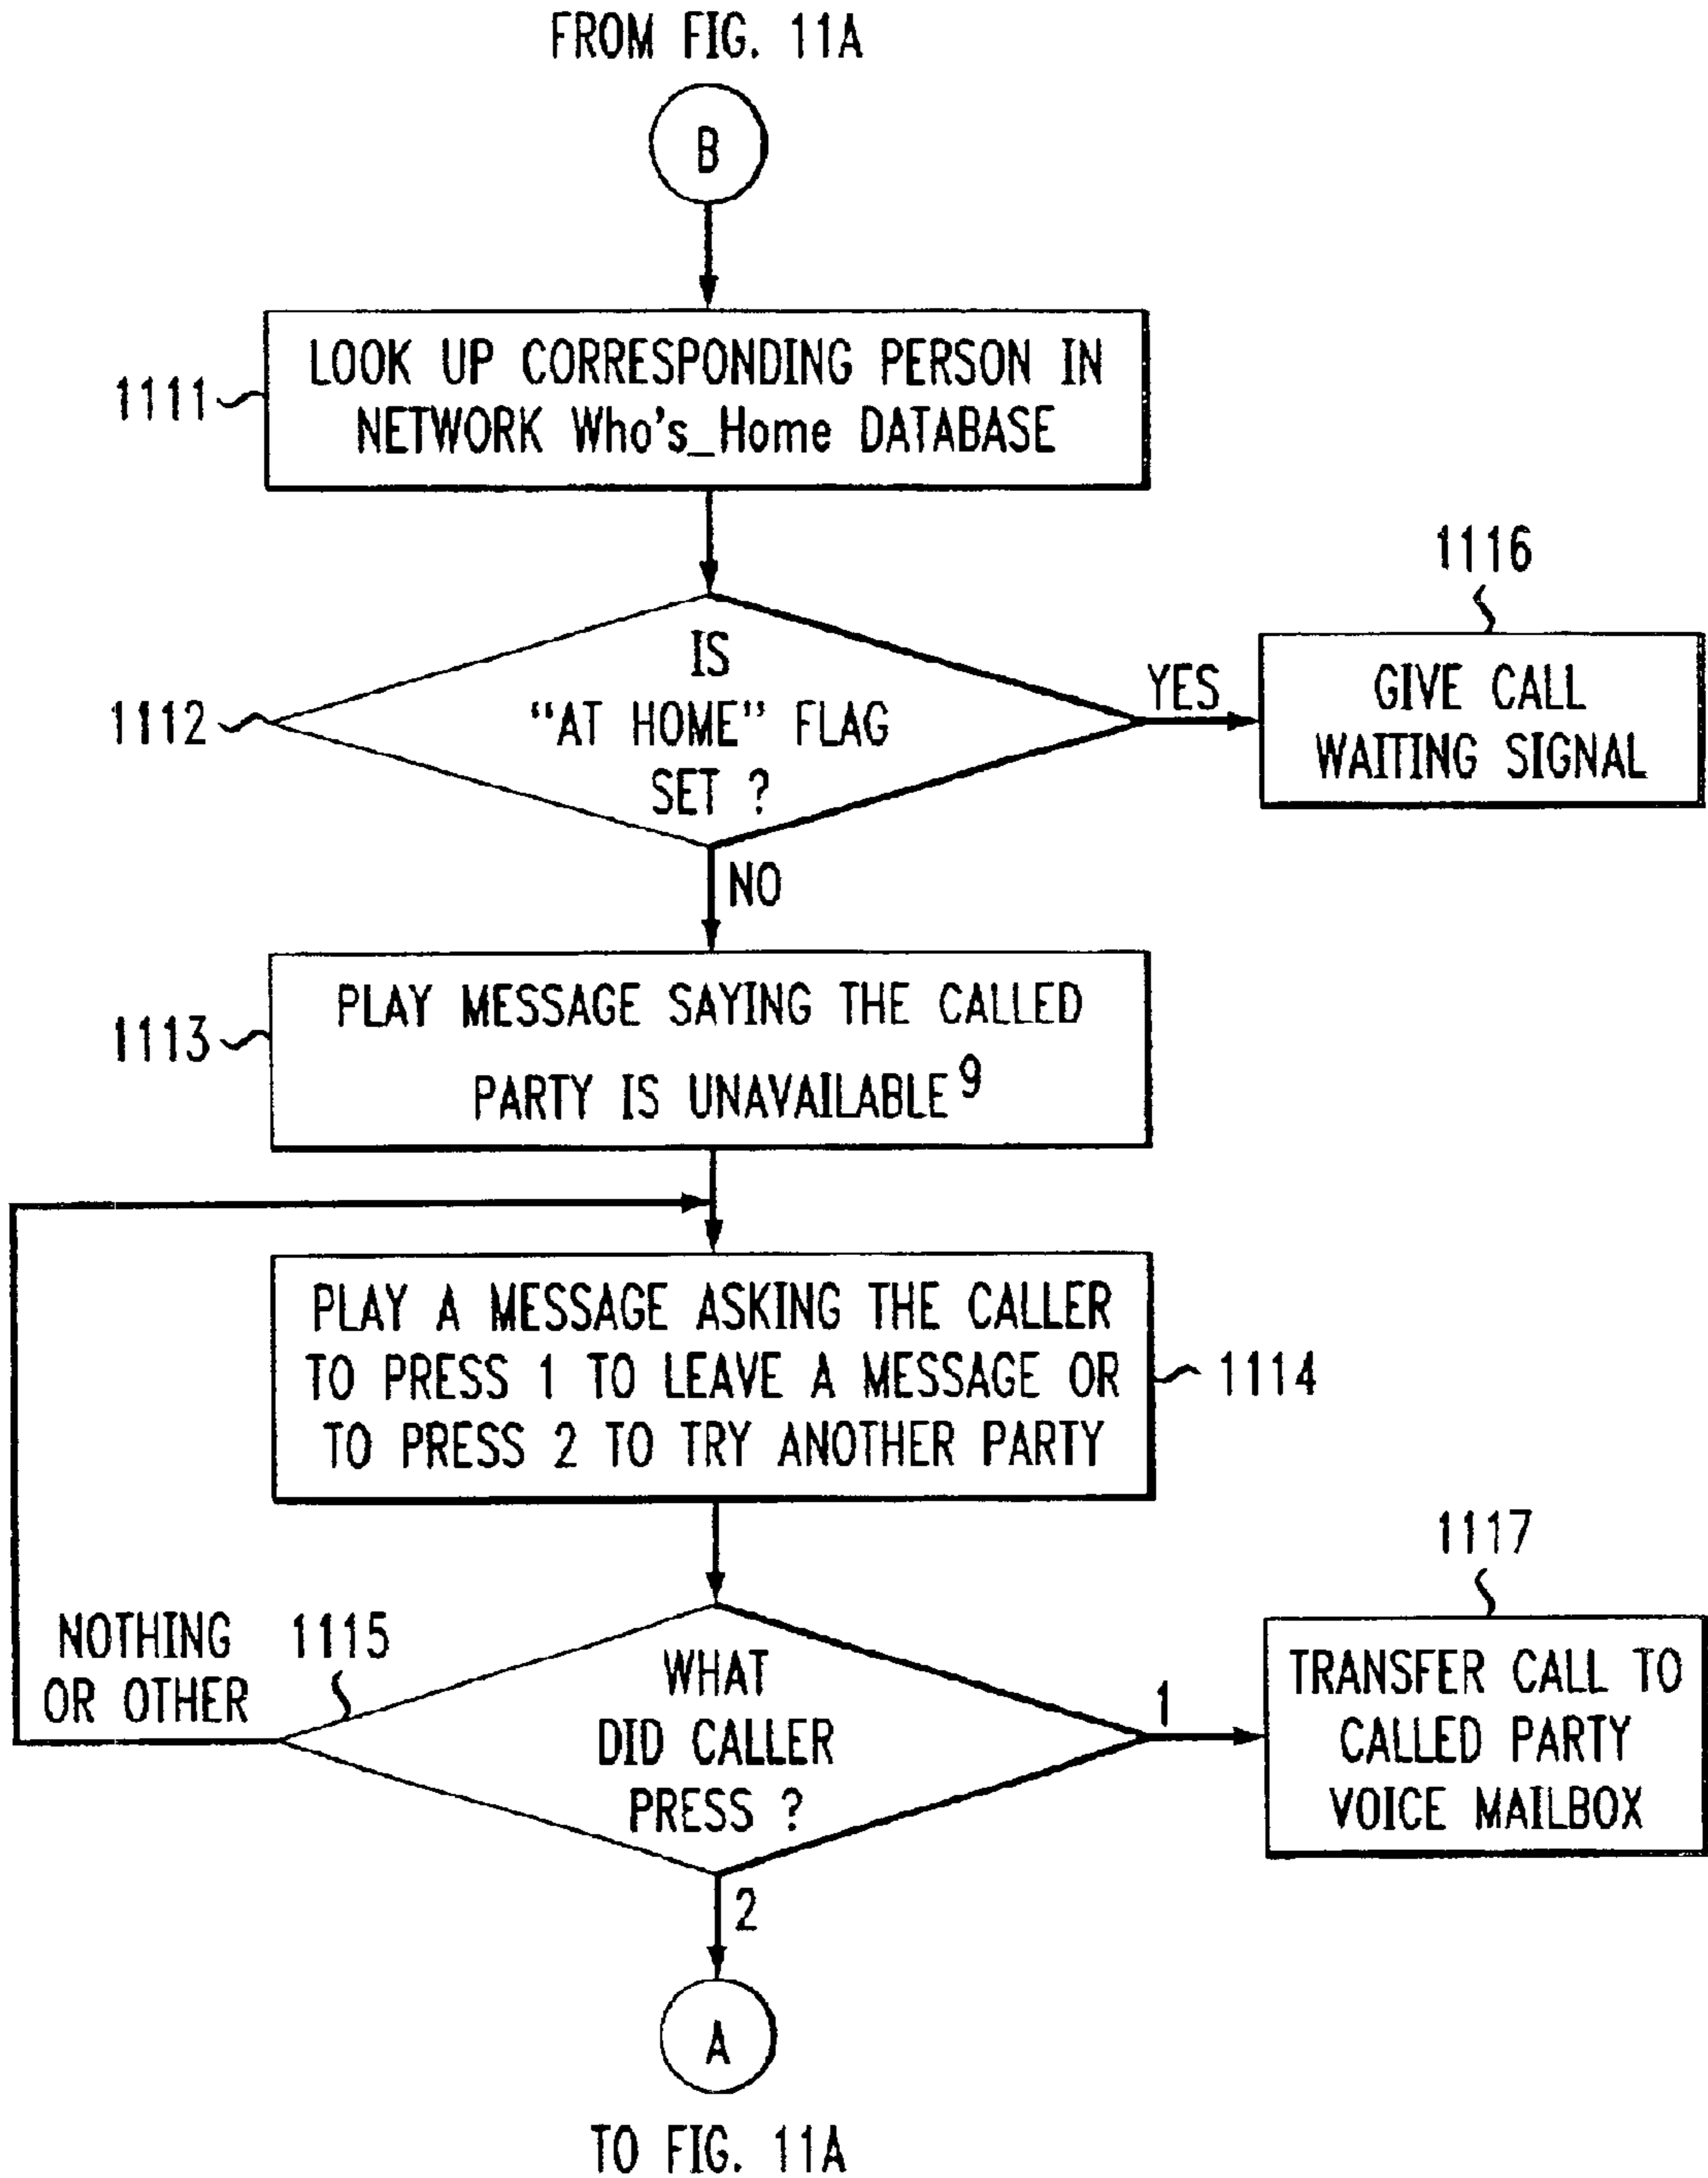 FROM FIG. 11A
B
1111
LOOK UP CORRESPONDING PERSON IN
NETWORK Who's_Home DATABASE
1112
IS
"AT HOME" FLAG
SET ?
YES
1116
GIVE CALL
WAITING SIGNAL
NO
1113
PLAY MESSAGE SAYING THE CALLED
PARTY IS UNAVAILABLE 9
PLAY A MESSAGE ASKING THE CALLER
TO PRESS 1 TO LEAVE A MESSAGE OR
TO PRESS 2 TO TRY ANOTHER PARTY
1114
NOTHING
OR OTHER
1115
WHAT
DID CALLER
PRESS ?
1
1117
TRANSFER CALL TO
CALLED PARTY
VOICE MAILBOX
2
A
TO FIG. 11A